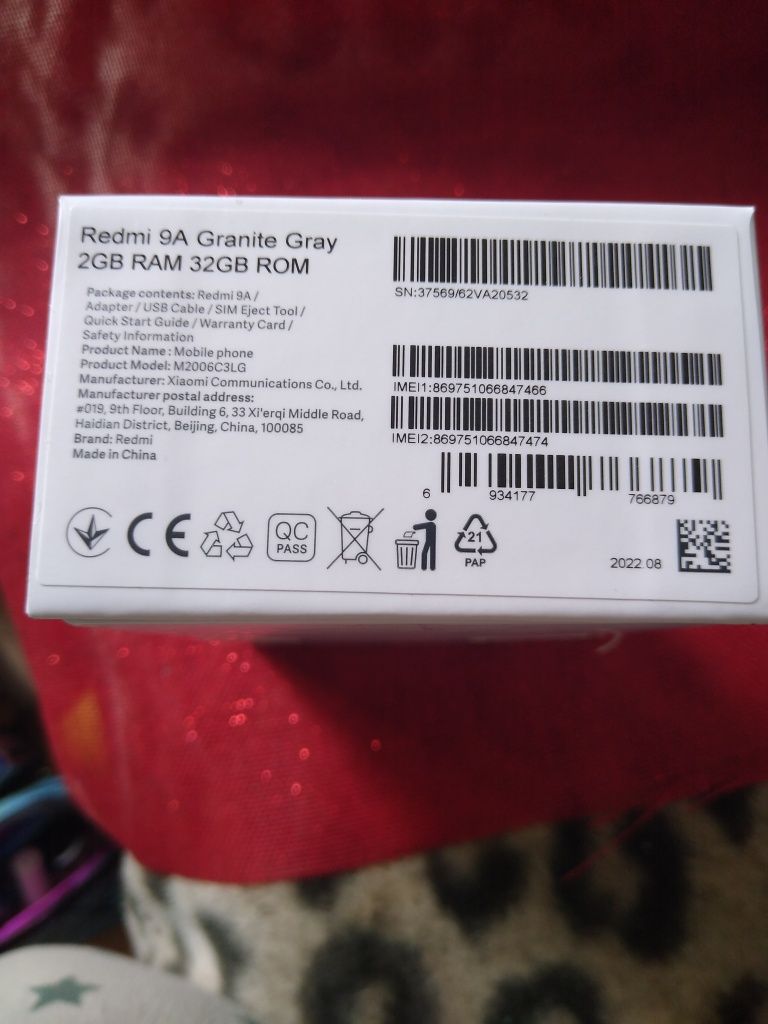 Redmi 9A Granite Gray
2GB RAM 32GB ROM
Package contents: Redmi 9A /
Adapter / USB Cable / SIM Eject Tool /
Quick Start Guide / Warranty Card /
Safety Information
Product Name : Mobile phone
Product Model: M2006C3LG
Manufacturer: Xiaomi Communications Co., Ltd.
Manufacturer postal address:
#019, 9th Floor, Building 6, 33 Xi'erqi Middle Road,
Haidian District, Beijing, China, 100085
Brand: Redmi
Made in China
SN:37569/62VA20532
IMEI1:869751066847466
IMEI2:869751066847474
6 934177 766879
CE
QC
PASS
21
PAP
2022 08